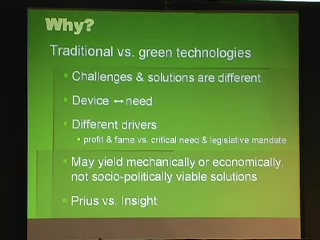 Why?
Traditional vs. green technologies
Challenges & solutions are different
Device ↔ need
Different drivers
profit & fame vs. critical need & legislative mandate
May yield mechanically or economically,
not socio-politically viable solutions
Prius vs. Insight